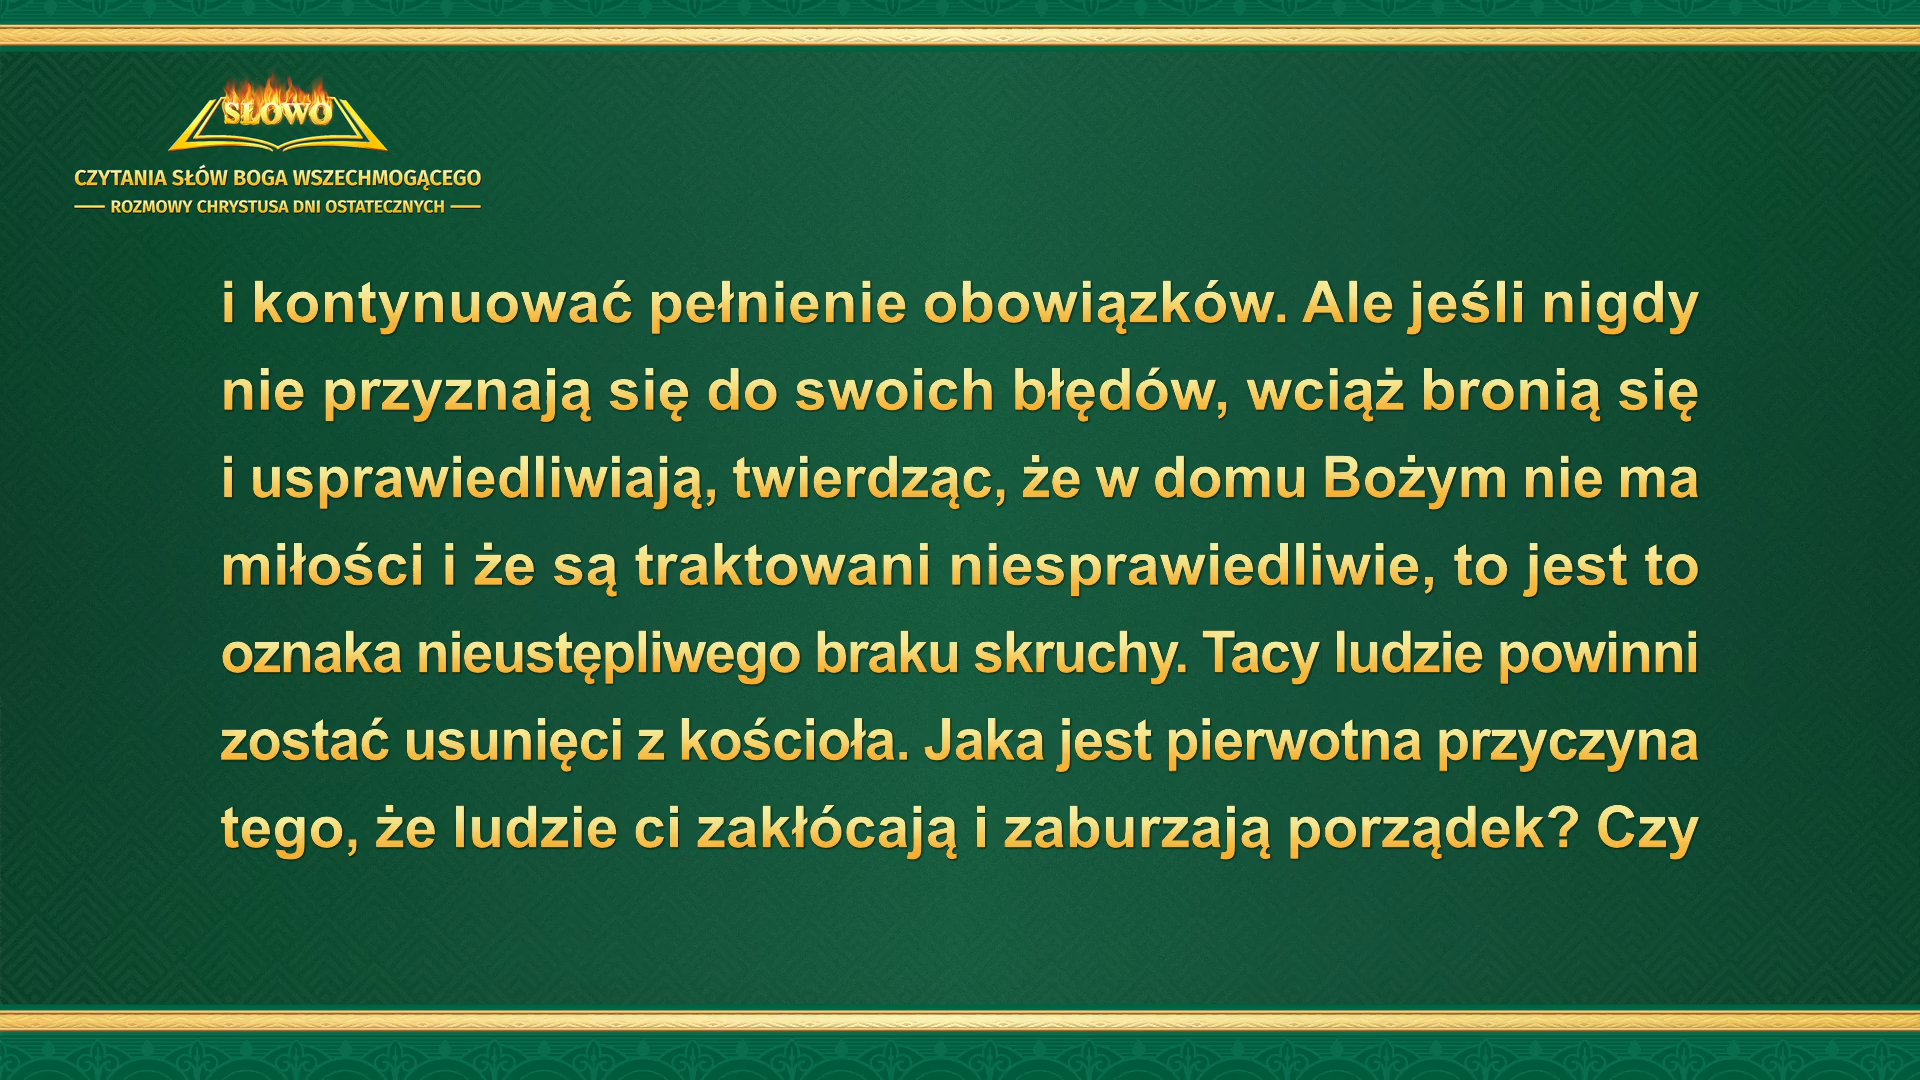 SŁOWO
CZYTANIA SŁÓW BOGA WSZECHMOGĄCEGO
ROZMOWY CHRYSTUSA DNI OSTATECZNYCH
i kontynuować pełnienie obowiązków. Ale jeśli nigdy
nie przyznają się do swoich błędów, wciąż bronią się
i usprawiedliwiają, twierdząc, że w domu Bożym nie ma
miłości i że są traktowani niesprawiedliwie, to jest to
oznaka nieustępliwego braku skruchy. Tacy ludzie powinni
zostać usunięci z kościoła. Jaka jest pierwotna przyczyna
tego, że ludzie ci zakłócają i zaburzają porządek? Czy